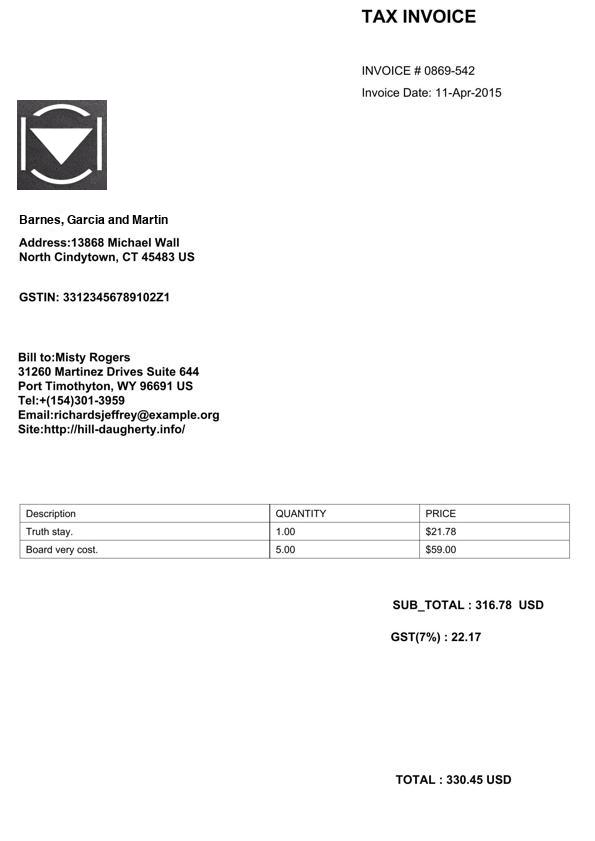 TAX INVOICE
INVOICE # 0869-542
Invoice Date: 11-Apr-2015
Barnes, Garcia and Martin
Address:13868 Michael Wall
North Cindytown, CT 45483 US
GSTIN: 33123456789102Z1
Bill to:Misty Rogers
31260 Martinez Drives Suite 644
Port Timothyton, WY 96691 US
Tel:+(154)301-3959
Email:richardsjeffrey@example.org
Site:http://hill-daugherty.info/
Description QUANTITY PRICE
Truth stay. 1.00 $21.78
Board very cost. 5.00 $59.00
SUB_TOTAL : 316.78 USD
GST(7%) : 22.17
TOTAL : 330.45 USD